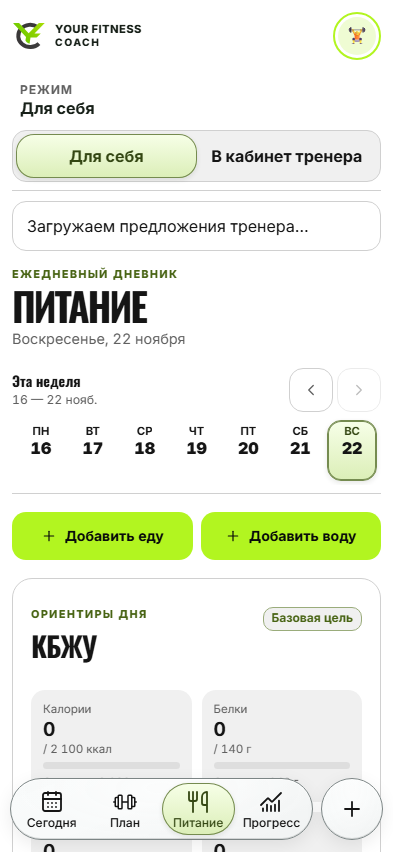 YOUR FITNESS
COACH
РЕЖИМ
Для себя
Для себя
В кабинет тренера
Загружаем предложения тренера...
ЕЖЕДНЕВНЫЙ ДНЕВНИК
ПИТАНИЕ
Воскресенье, 22 ноября
Эта неделя
16 — 22 нояб.
ПН ВТ СР ЧТ ПТ СБ ВС
16 17 18 19 20 21 22
+ Добавить еду
+ Добавить воду
ОРИЕНТИРЫ ДНЯ
Базовая цель
КБЖУ
Калории
0
/ 2 100 ккал
Белки
0
/ 140 г
Сегодня
План
Питание
Прогресс
+
0
0